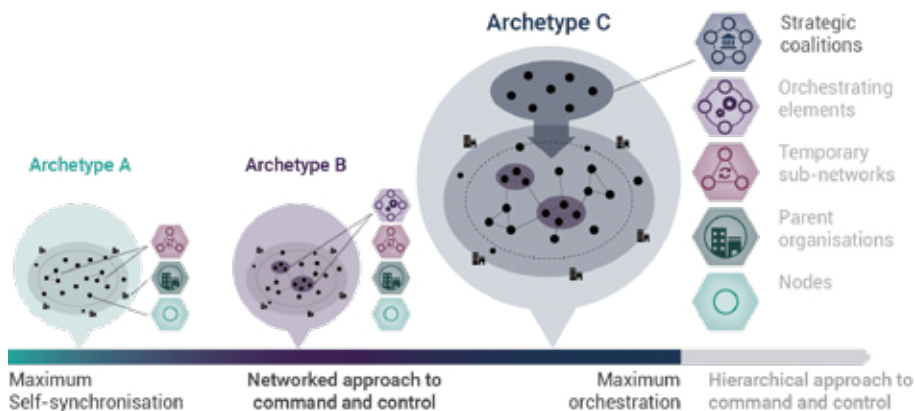 Archetype C
Strategic
coalitions
Orchestrating
elements
Archetype A
Archetype B
Temporary
sub-networks
Parent
organisations
Nodes
Maximum
Self-synchronisation
Networked approach to
command and control
Maximum
orchestration
Hierarchical approach to
command and control